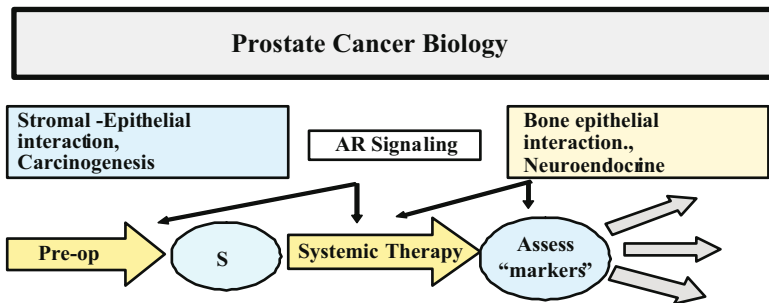 Prostate Cancer Biology
Stromal -Epithelial
interaction,
Carcinogenesis
AR Signaling
Bone epithelial
interaction.,
Neuroendocrine
Pre-op
S
Systemic Therapy
Assess
“markers”